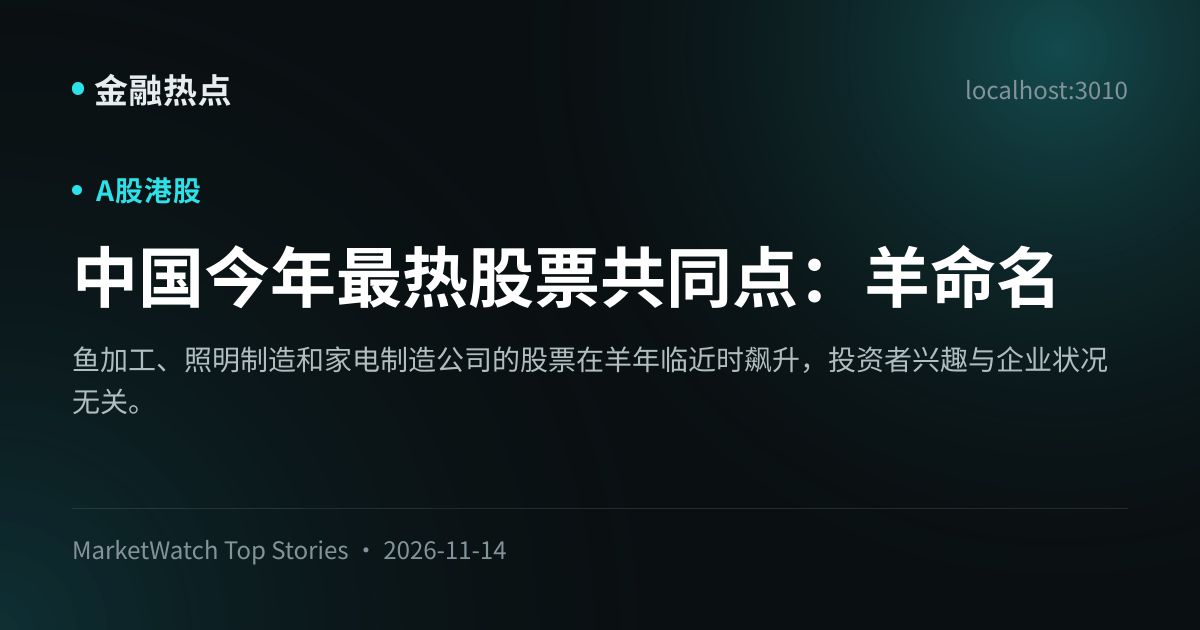 金融热点
localhost:3010
A股港股
中国今年最热股票共同点：羊命名
鱼加工、照明制造和家电制造公司的股票在羊年临近时飙升，投资者兴趣与企业状况
无关。
MarketWatch Top Stories • 2026-11-14